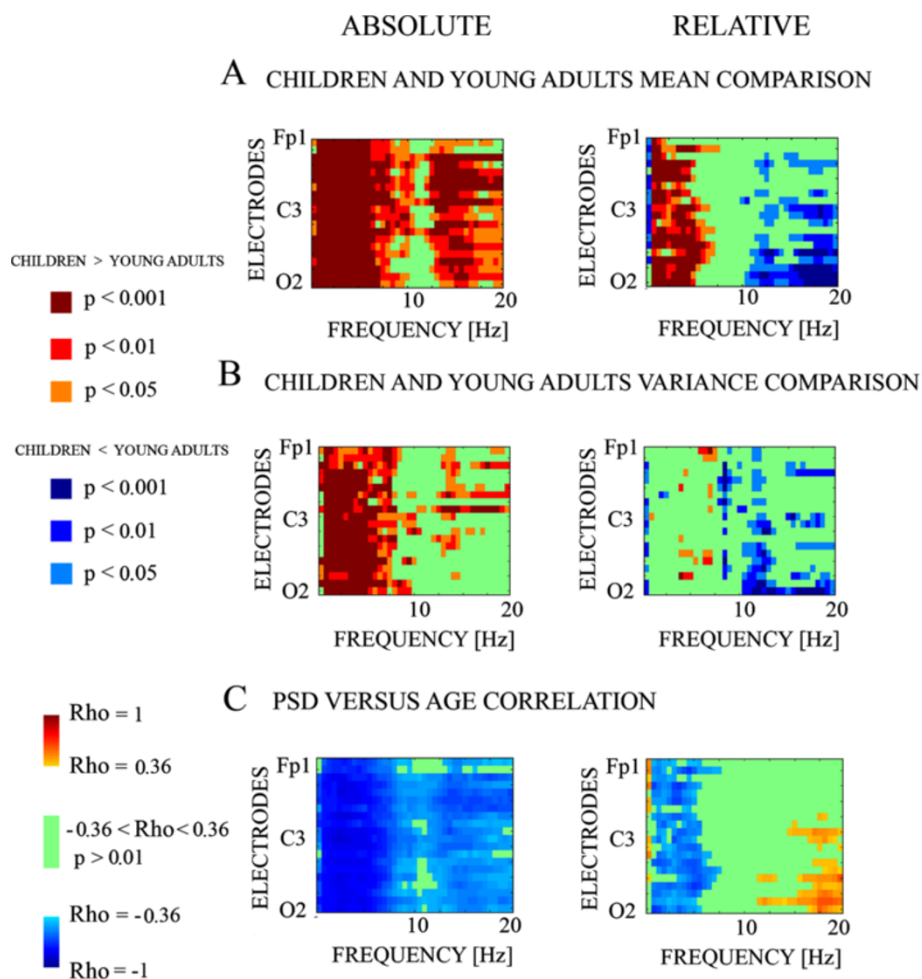 ABSOLUTE RELATIVE
A CHILDREN AND YOUNG ADULTS MEAN COMPARISON
Fp1
C3
O2
ELECTRODES
10 20
FREQUENCY [Hz]
ELECTRODES
Fp1
C3
O2
10 20
FREQUENCY [Hz]
CHILDREN > YOUNG ADULTS
p < 0.001
p < 0.01
p < 0.05
B CHILDREN AND YOUNG ADULTS VARIANCE COMPARISON
CHILDREN < YOUNG ADULTS
p < 0.001
p < 0.01
p < 0.05
Fp1
C3
O2
ELECTRODES
10 20
FREQUENCY [Hz]
Fp1
C3
O2
ELECTRODES
10 20
FREQUENCY [Hz]
C PSD VERSUS AGE CORRELATION
Rho = 1
Rho = 0.36
-0.36 < Rho < 0.36
p > 0.01
Rho = -0.36
Rho = -1
Fp1
C3
O2
ELECTRODES
10 20
FREQUENCY [Hz]
Fp1
C3
O2
ELECTRODES
10 20
FREQUENCY [Hz]